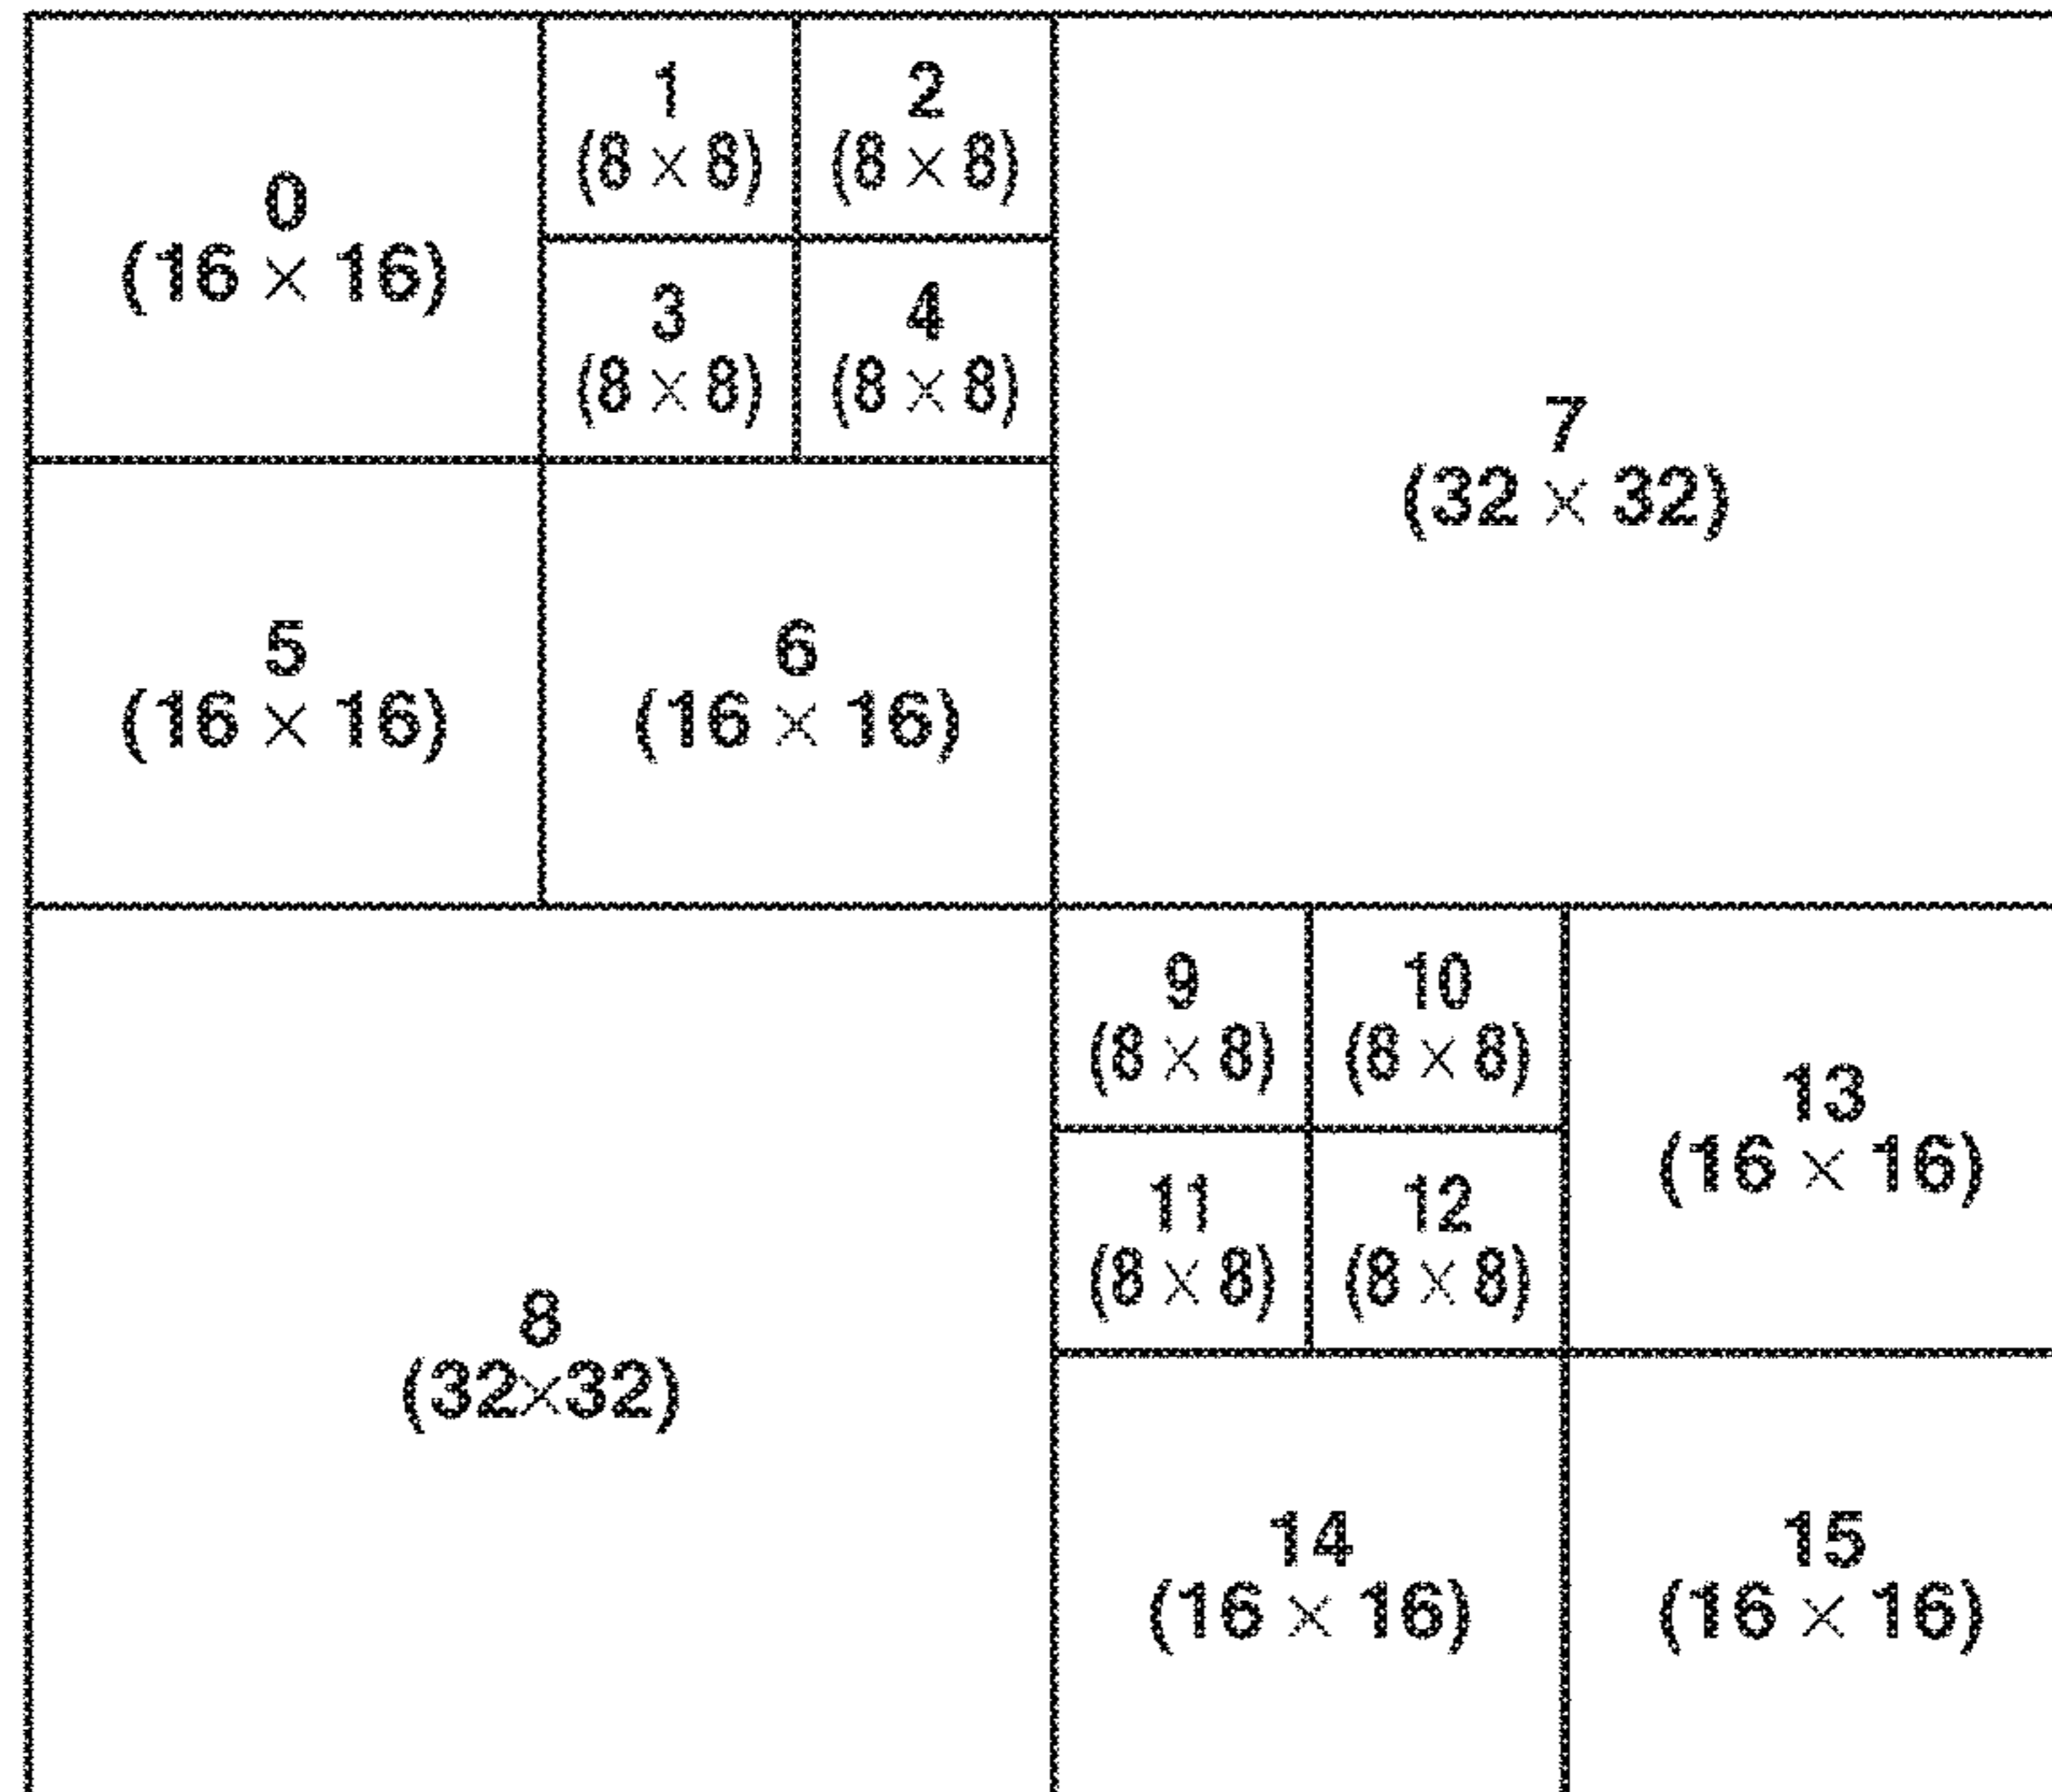 0
(16 × 16)
1
(8 × 8)
2
(8 × 8)
3
(8 × 8)
4
(8 × 8)
5
(16 × 16)
6
(16 × 16)
7
(32 × 32)
8
(32×32)
9
(8 × 8)
10
(8 × 8)
11
(8 × 8)
12
(8 × 8)
13
(16 × 16)
14
(16 × 16)
15
(16 × 16)